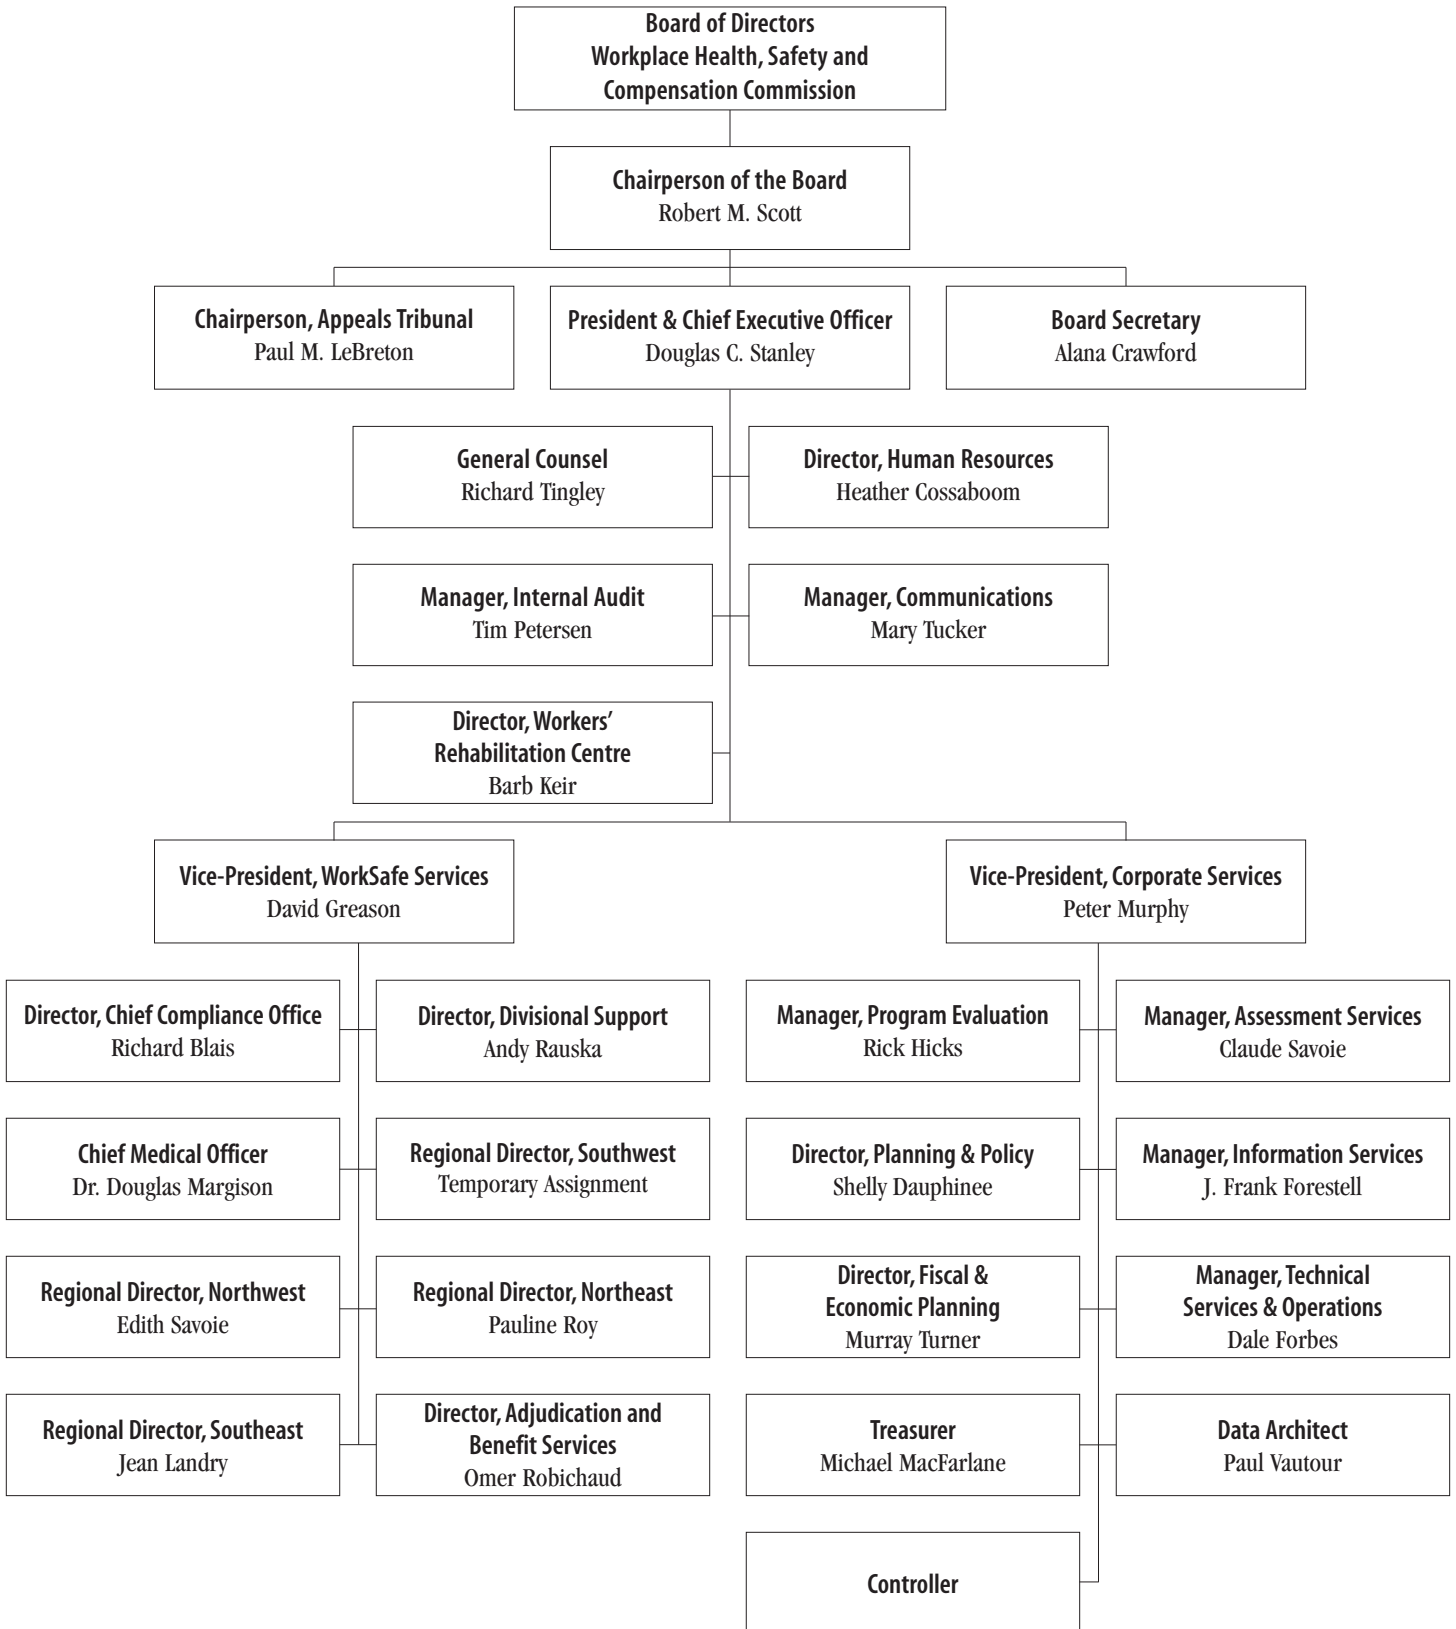 Board of Directors
Workplace Health, Safety and
Compensation Commission
Chairperson of the Board
Robert M. Scott
Chairperson, Appeals Tribunal
Paul M. LeBreton
President & Chief Executive Officer
Douglas C. Stanley
Board Secretary
Alana Crawford
General Counsel
Richard Tingley
Director, Human Resources
Heather Cossaboom
Manager, Internal Audit
Tim Petersen
Manager, Communications
Mary Tucker
Director, Workers’
Rehabilitation Centre
Barb Keir
Vice-President, WorkSafe Services
David Greason
Vice-President, Corporate Services
Peter Murphy
Director, Chief Compliance Office
Richard Blais
Director, Divisional Support
Andy Rauska
Manager, Program Evaluation
Rick Hicks
Manager, Assessment Services
Claude Savoie
Chief Medical Officer
Dr. Douglas Margison
Regional Director, Southwest
Temporary Assignment
Director, Planning & Policy
Shelly Dauphinee
Manager, Information Services
J. Frank Forestell
Regional Director, Northwest
Edith Savoie
Regional Director, Northeast
Pauline Roy
Director, Fiscal &
Economic Planning
Murray Turner
Manager, Technical
Services & Operations
Dale Forbes
Regional Director, Southeast
Jean Landry
Director, Adjudication and
Benefit Services
Omer Robichaud
Treasurer
Michael MacFarlane
Data Architect
Paul Vautour
Controller